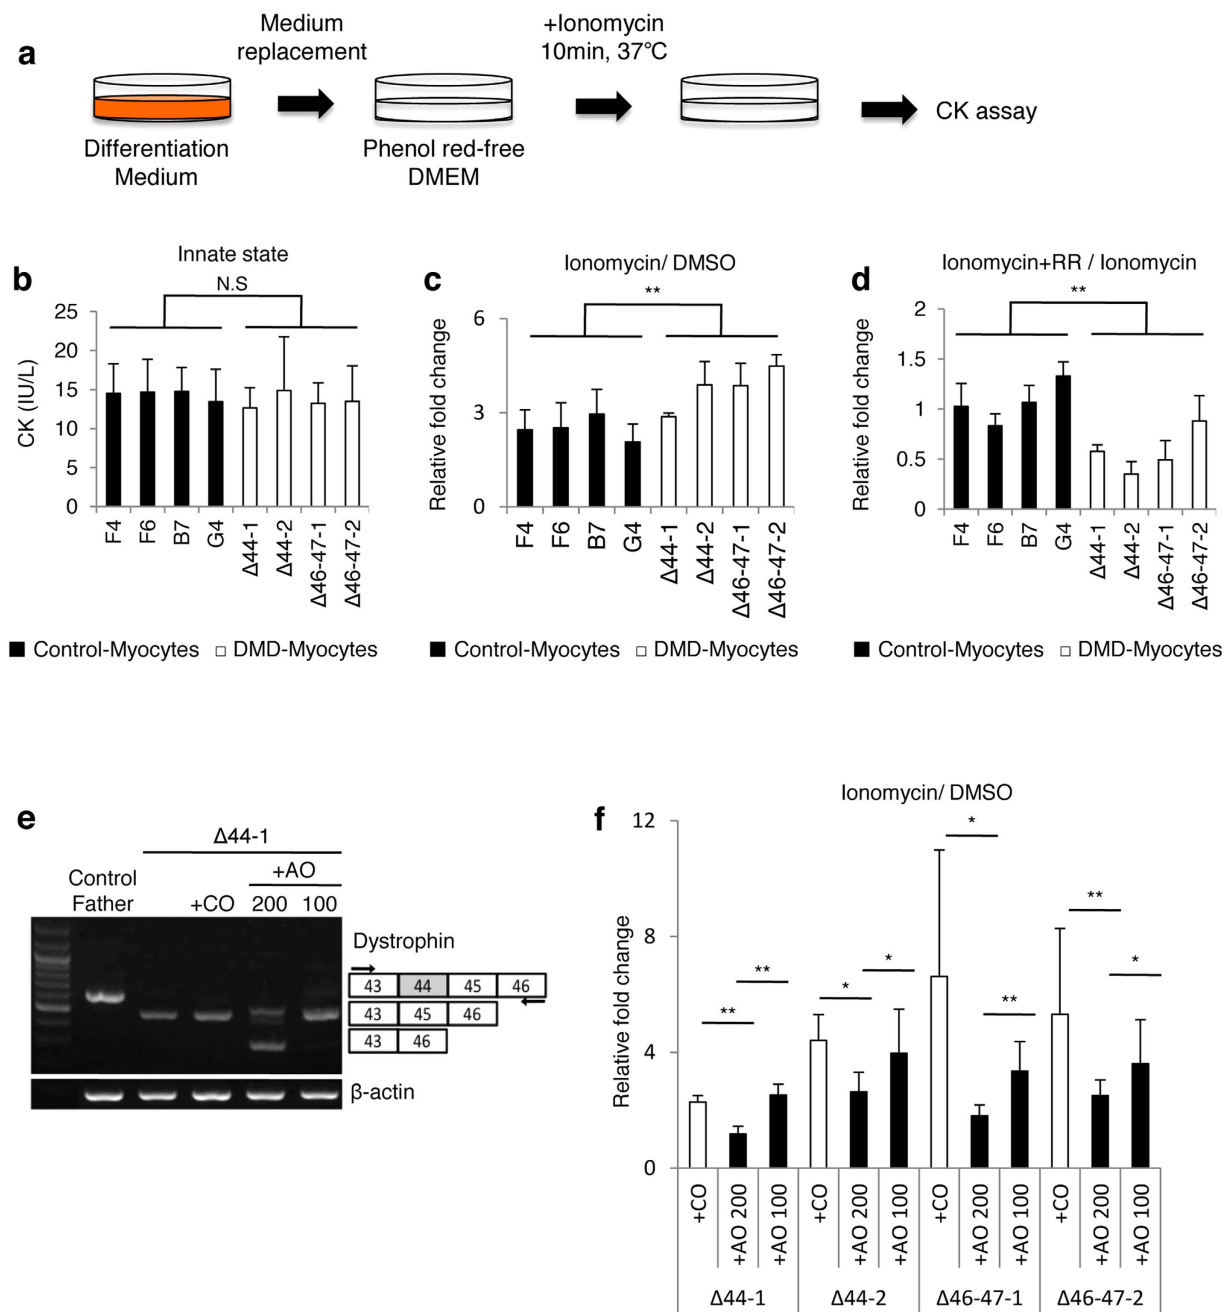 a
Medium
replacement
+Ionomycin
10min, 37℃
CK assay
Differentiation
Medium
Phenol red-free
DMEM
b
Innate state
N.S
25
20
15
10
5
0
CK (IU/L)
F4
F6
B7
G4
Δ44-1
Δ44-2
Δ46-47-1
Δ46-47-2
■ Control-Myocytes □ DMD-Myocytes
c
Ionomycin/ DMSO
**
6
3
0
Relative fold change
F4
F6
B7
G4
Δ44-1
Δ44-2
Δ46-47-1
Δ46-47-2
■ Control-Myocytes □ DMD-Myocytes
d
Ionomycin+RR / Ionomycin
**
2
1.5
1
0.5
0
Relative fold change
F4
F6
B7
G4
Δ44-1
Δ44-2
Δ46-47-1
Δ46-47-2
■ Control-Myocytes □ DMD-Myocytes
e
Δ44-1
+AO
Control
Father
+CO
200
100
Dystrophin
43 44 45 46
43 45 46
43 46
β-actin
f
Ionomycin/ DMSO
12
8
4
0
Relative fold change
**
**
*
*
*
**
**
*
+CO
+AO 200
+AO 100
+CO
+AO 200
+AO 100
+CO
+AO 200
+AO 100
+CO
+AO 200
+AO 100
Δ44-1
Δ44-2
Δ46-47-1
Δ46-47-2